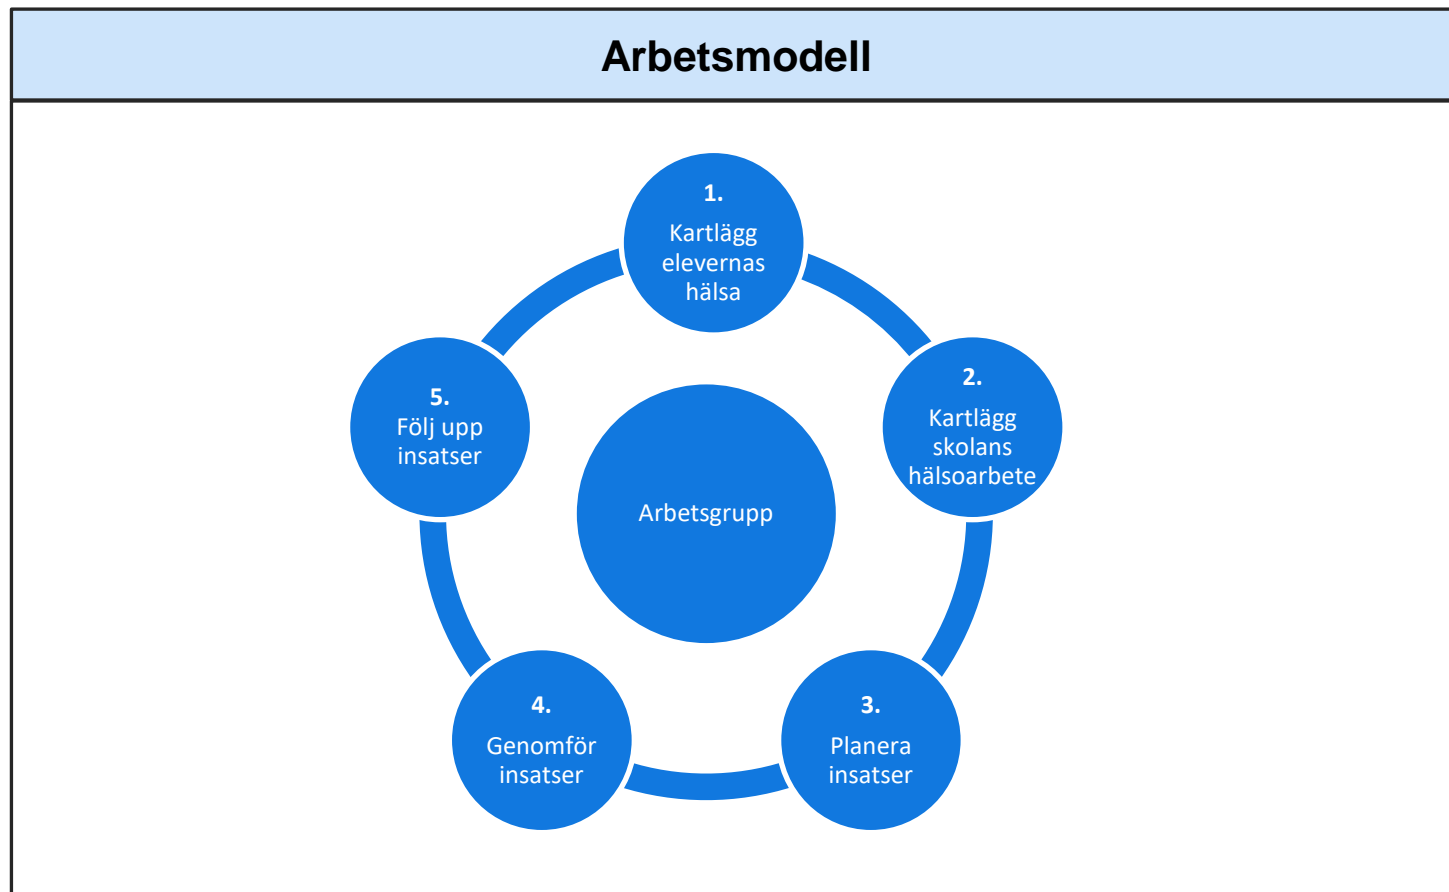 Arbetsmodell
1.
Kartlägg
elevernas
hälsa
2.
Kartlägg
skolans
hälsoarbete
3.
Planera
insatser
4.
Genomför
insatser
5.
Följ upp
insatser
Arbetsgrupp